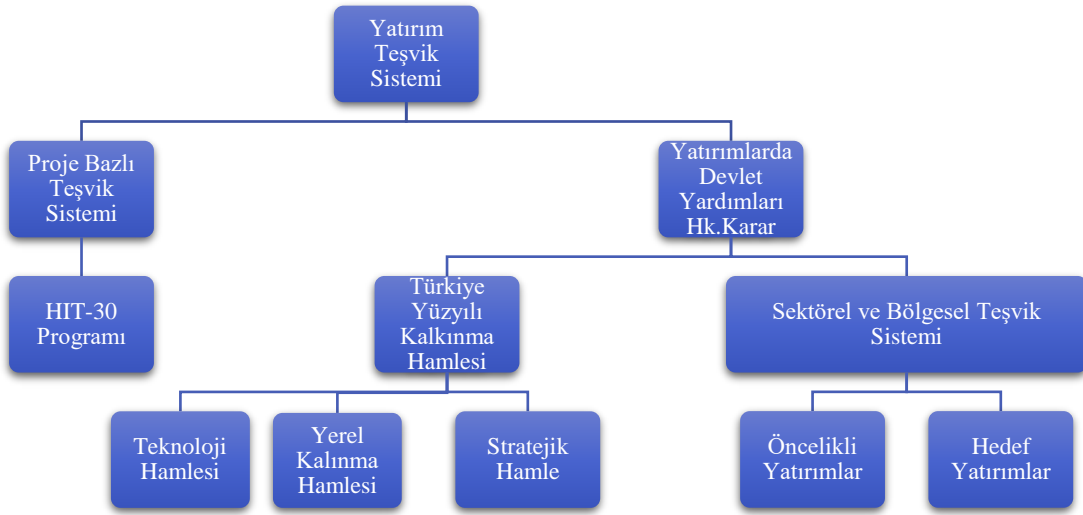 Yatırım
Teşvik
Sistemi
Proje Bazlı
Teşvik
Sistemi
Yatırımlarda
Devlet
Yardımları
Hk.Karar
HIT-30
Programı
Türkiye
Yüzyılı
Kalkınma
Hamlesi
Sektörel ve Bölgesel Teşvik
Sistemi
Teknoloji
Hamlesi
Yerel
Kalınma
Hamlesi
Stratejik
Hamle
Öncelikli
Yatırımlar
Hedef
Yatırımlar